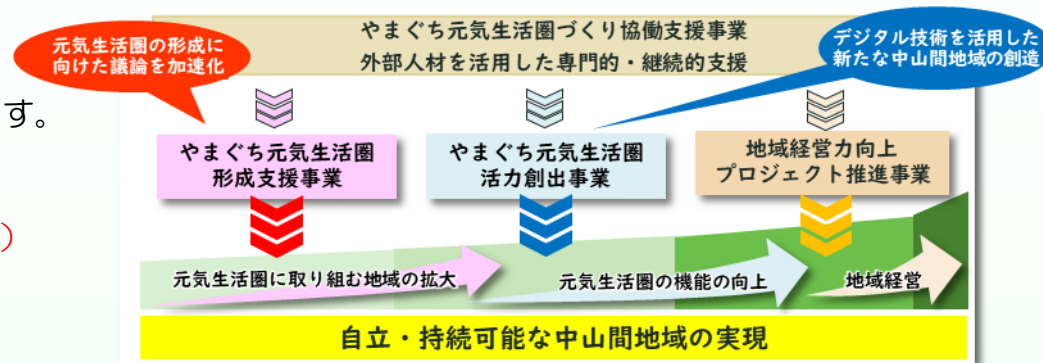 やまぐち元気生活圏づくり協働支援事業
外部人材を活用した専門的・継続的支援
元気生活圏の形成に
向けた議論を加速化
デジタル技術を活用した
新たな中山間地域の創造
す。
やまぐち元気生活圏
形成支援事業
やまぐち元気生活圏
活力創出事業
地域経営力向上
プロジェクト推進事業
）
元気生活圏に取り組む地域の拡大
元気生活圏の機能の向上
地域経営
自立・持続可能な中山間地域の実現